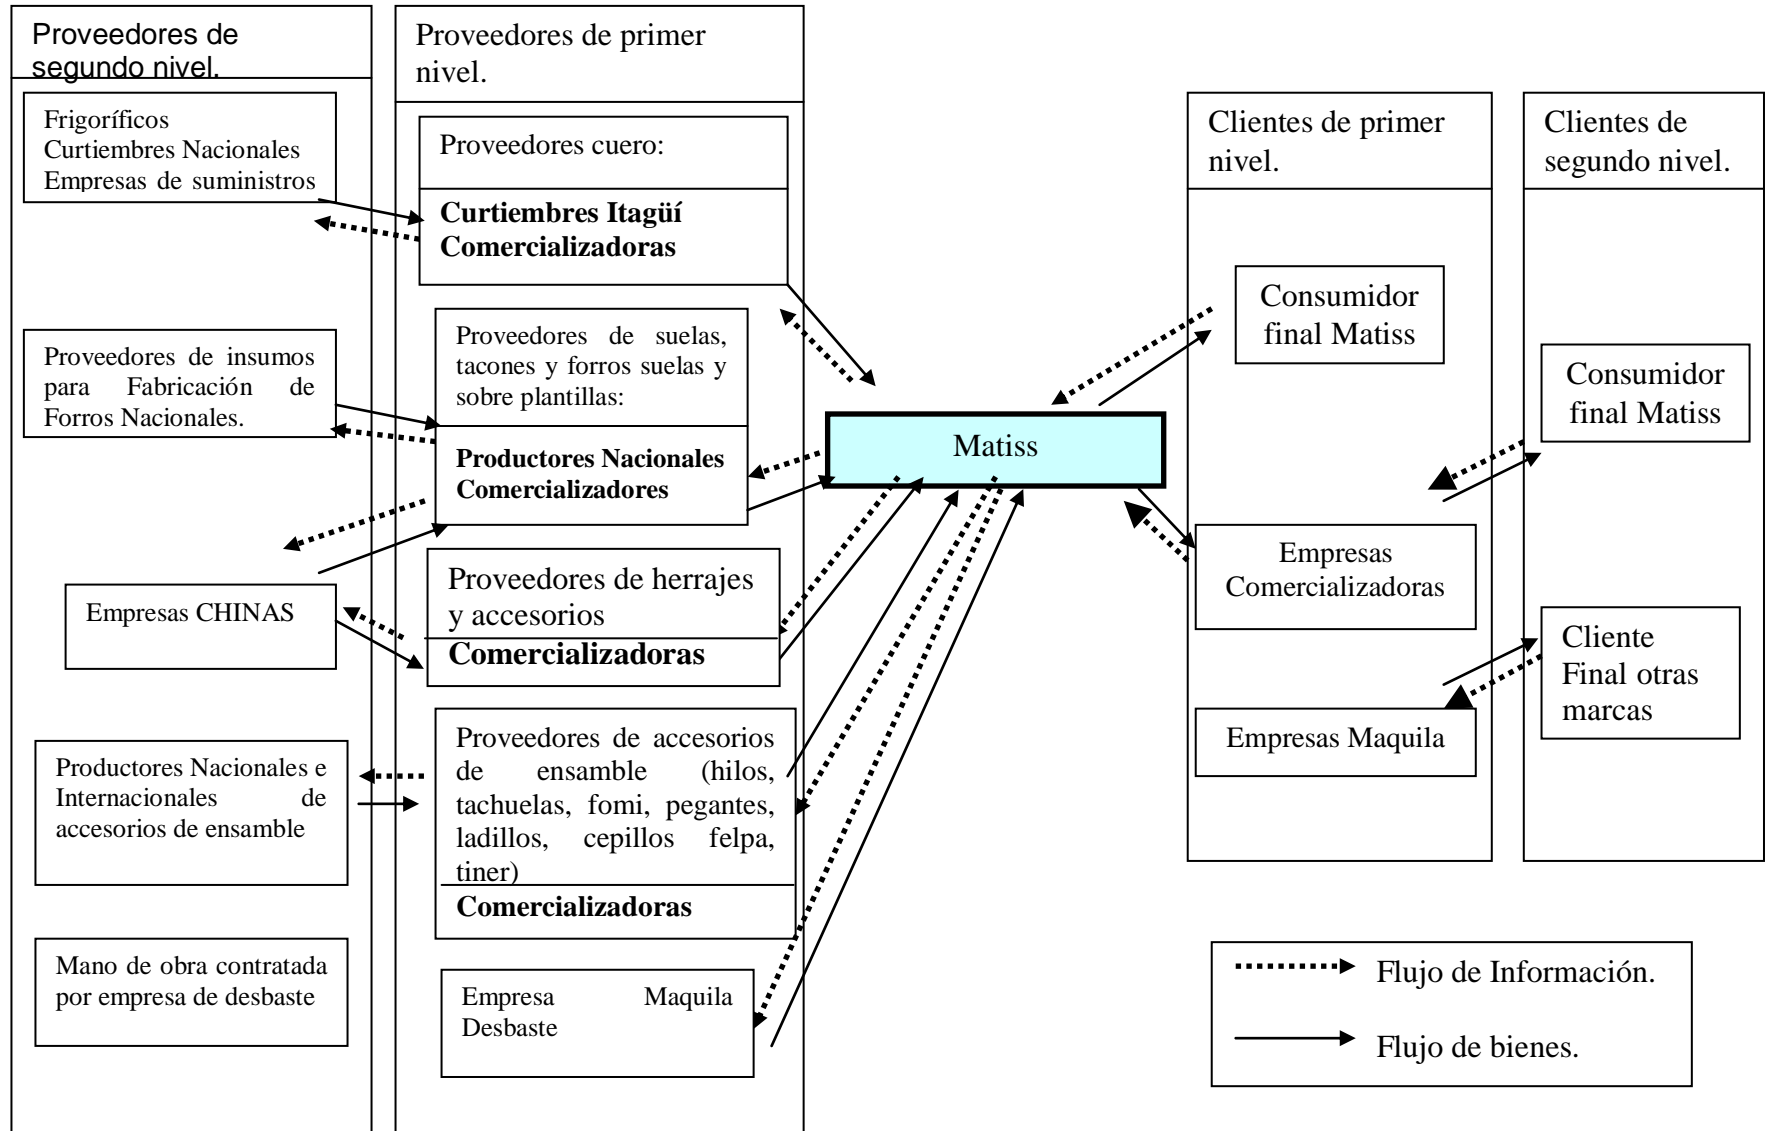 Proveedores de
segundo nivel.
Frigoríficos
Curtiembres Nacionales
Empresas de suministros
Proveedores de insumos
para Fabricación de
Forros Nacionales.
Empresas CHINAS
Productores Nacionales e
Internacionales de
accesorios de ensamble
Mano de obra contratada
por empresa de desbaste
Proveedores de primer
nivel.
Proveedores cuero:
Curtiembres Itagüí
Comercializadoras
Proveedores de suelas,
tacones y forros suelas y
sobre plantillas:
Productores Nacionales
Comercializadores
Proveedores de herrajes
y accesorios
Comercializadoras
Proveedores de accesorios
de ensamble (hilos,
tachuelas, fomi, pegantes,
ladillos, cepillos felpa,
tiner)
Comercializadoras
Empresa Maquila
Desbaste
Matiss
Clientes de primer
nivel.
Consumidor
final Matiss
Empresas
Comercializadoras
Empresas Maquila
Clientes de
segundo nivel.
Consumidor
final Matiss
Cliente
Final otras
marcas
Flujo de Información.
Flujo de bienes.